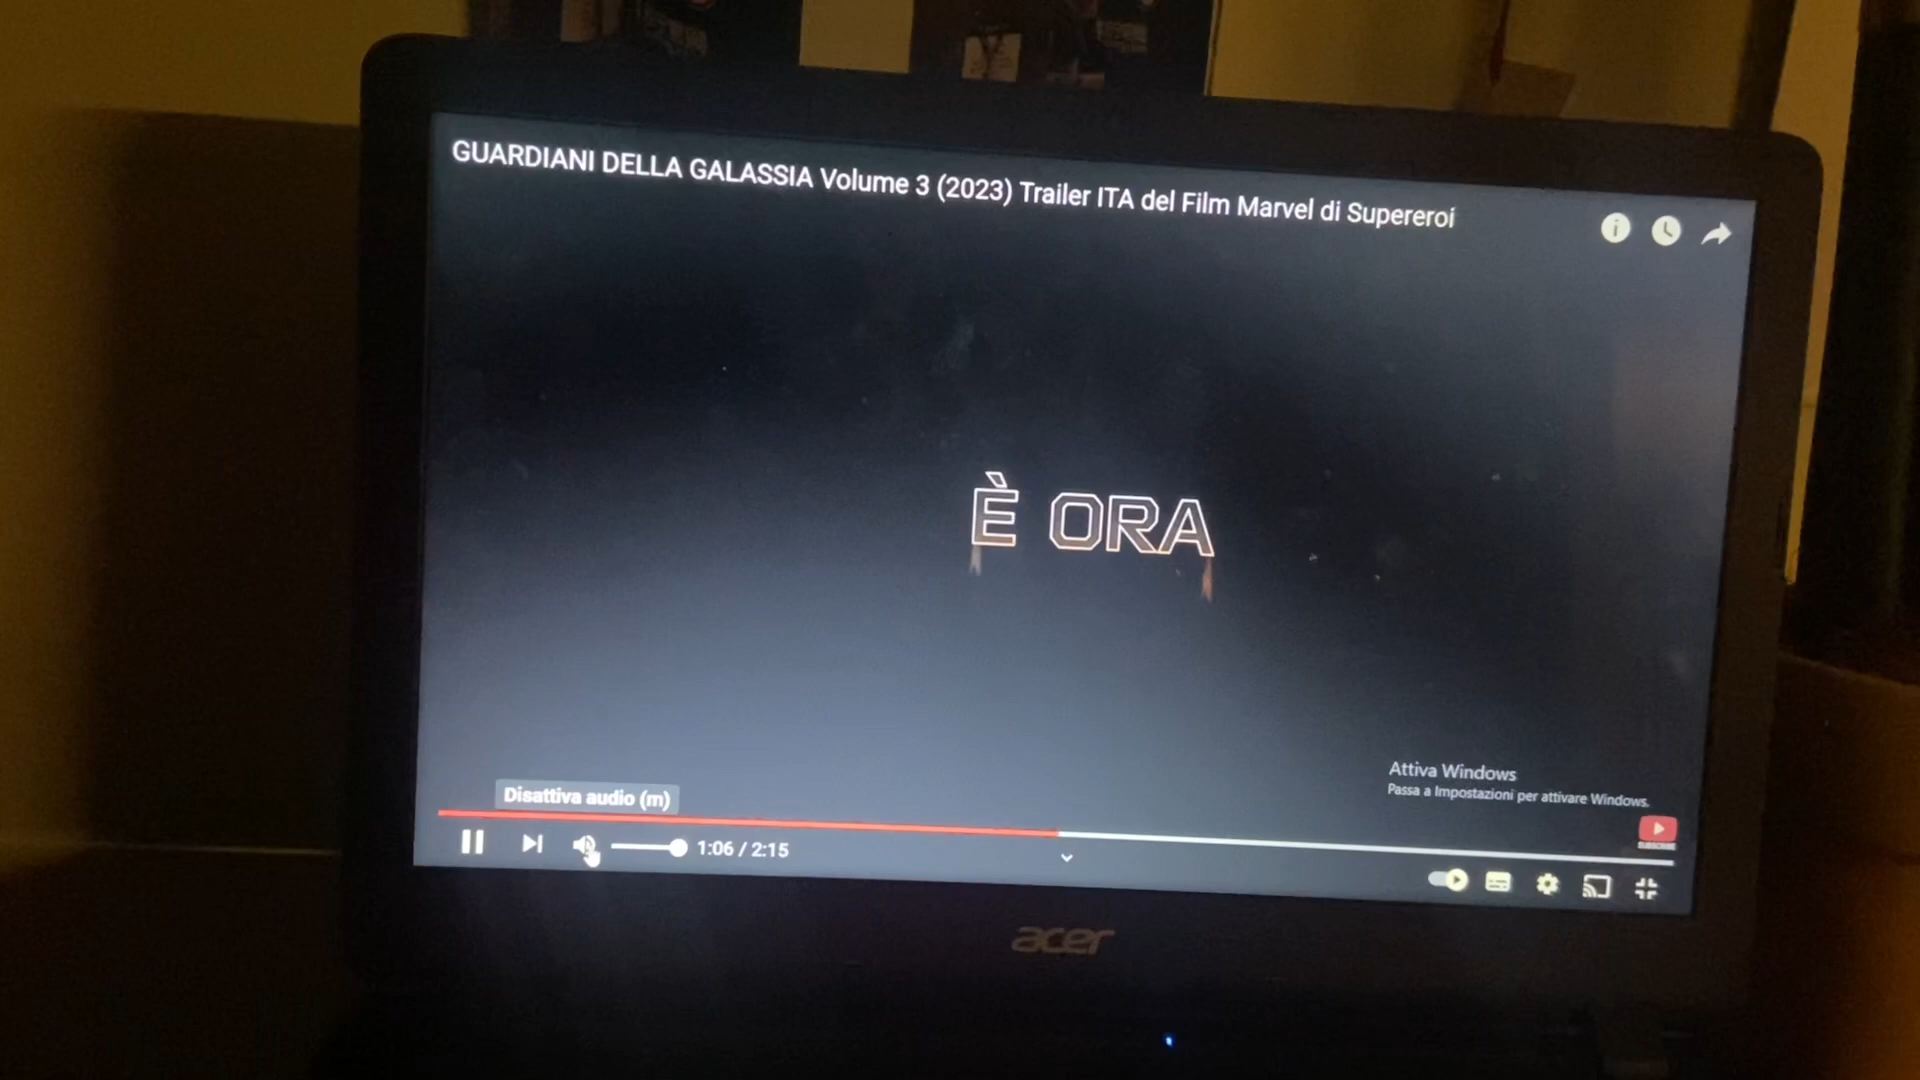 GUARDIANI DELLA GALASSIA Volume 3 (2023) Trailer ITA del Film Marvel di Supereroi
È ORA
Attiva Windows
Passa a Impostazioni per attivare Windows.
Disattiva audio (m)
1:06 / 2:15
acer